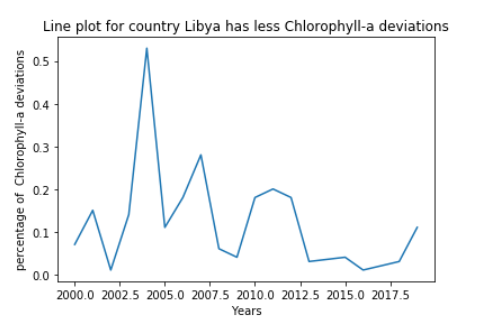 Line plot for country Libya has less Chlorophyll-a deviations
percentage of  Chlorophyll-a deviations
0.5
0.4
0.3
0.2
0.1
0.0
2000.0 2002.5 2005.0 2007.5 2010.0 2012.5 2015.0 2017.5
Years